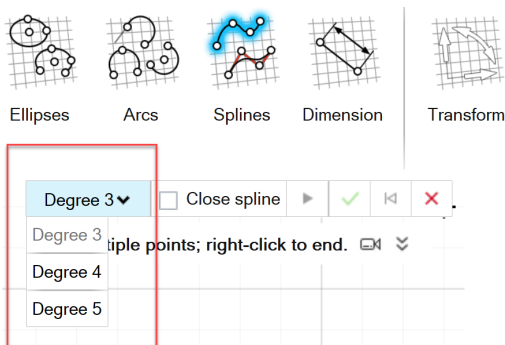 Ellipses Arcs Splines Dimension Transform
Degree 3 Close spline
Degree 3
tiple points; right-click to end.
Degree 4
Degree 5